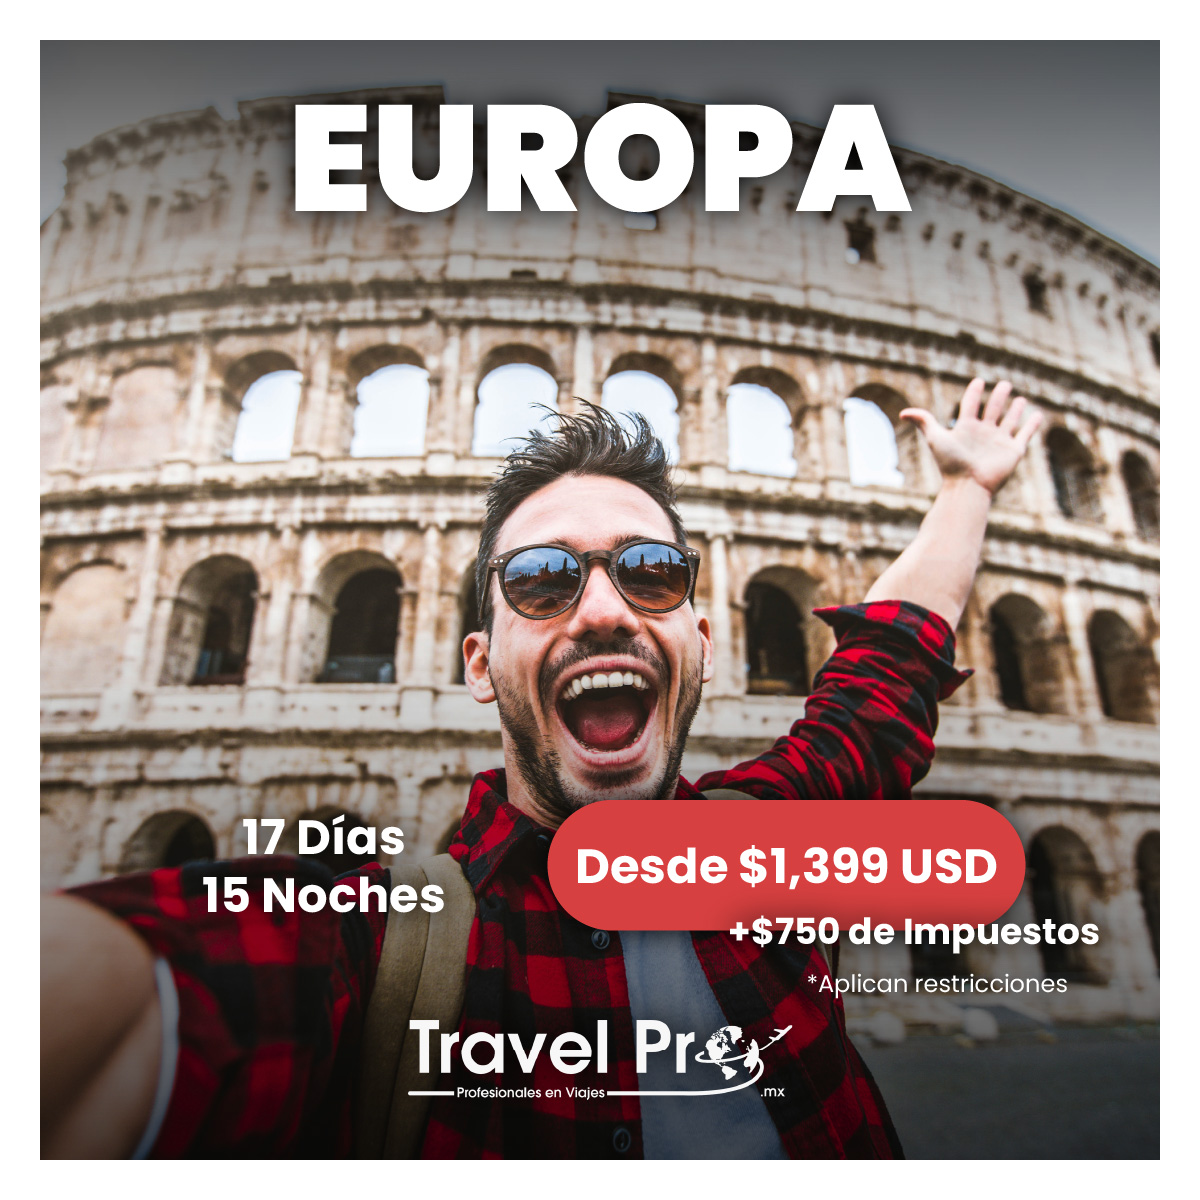 EUROPA
17 Días
15 Noches
Desde $1,399 USD
+$750 de Impuestos
*Aplican restricciones
Travel Pro
Profesionales en Viajes
.mx